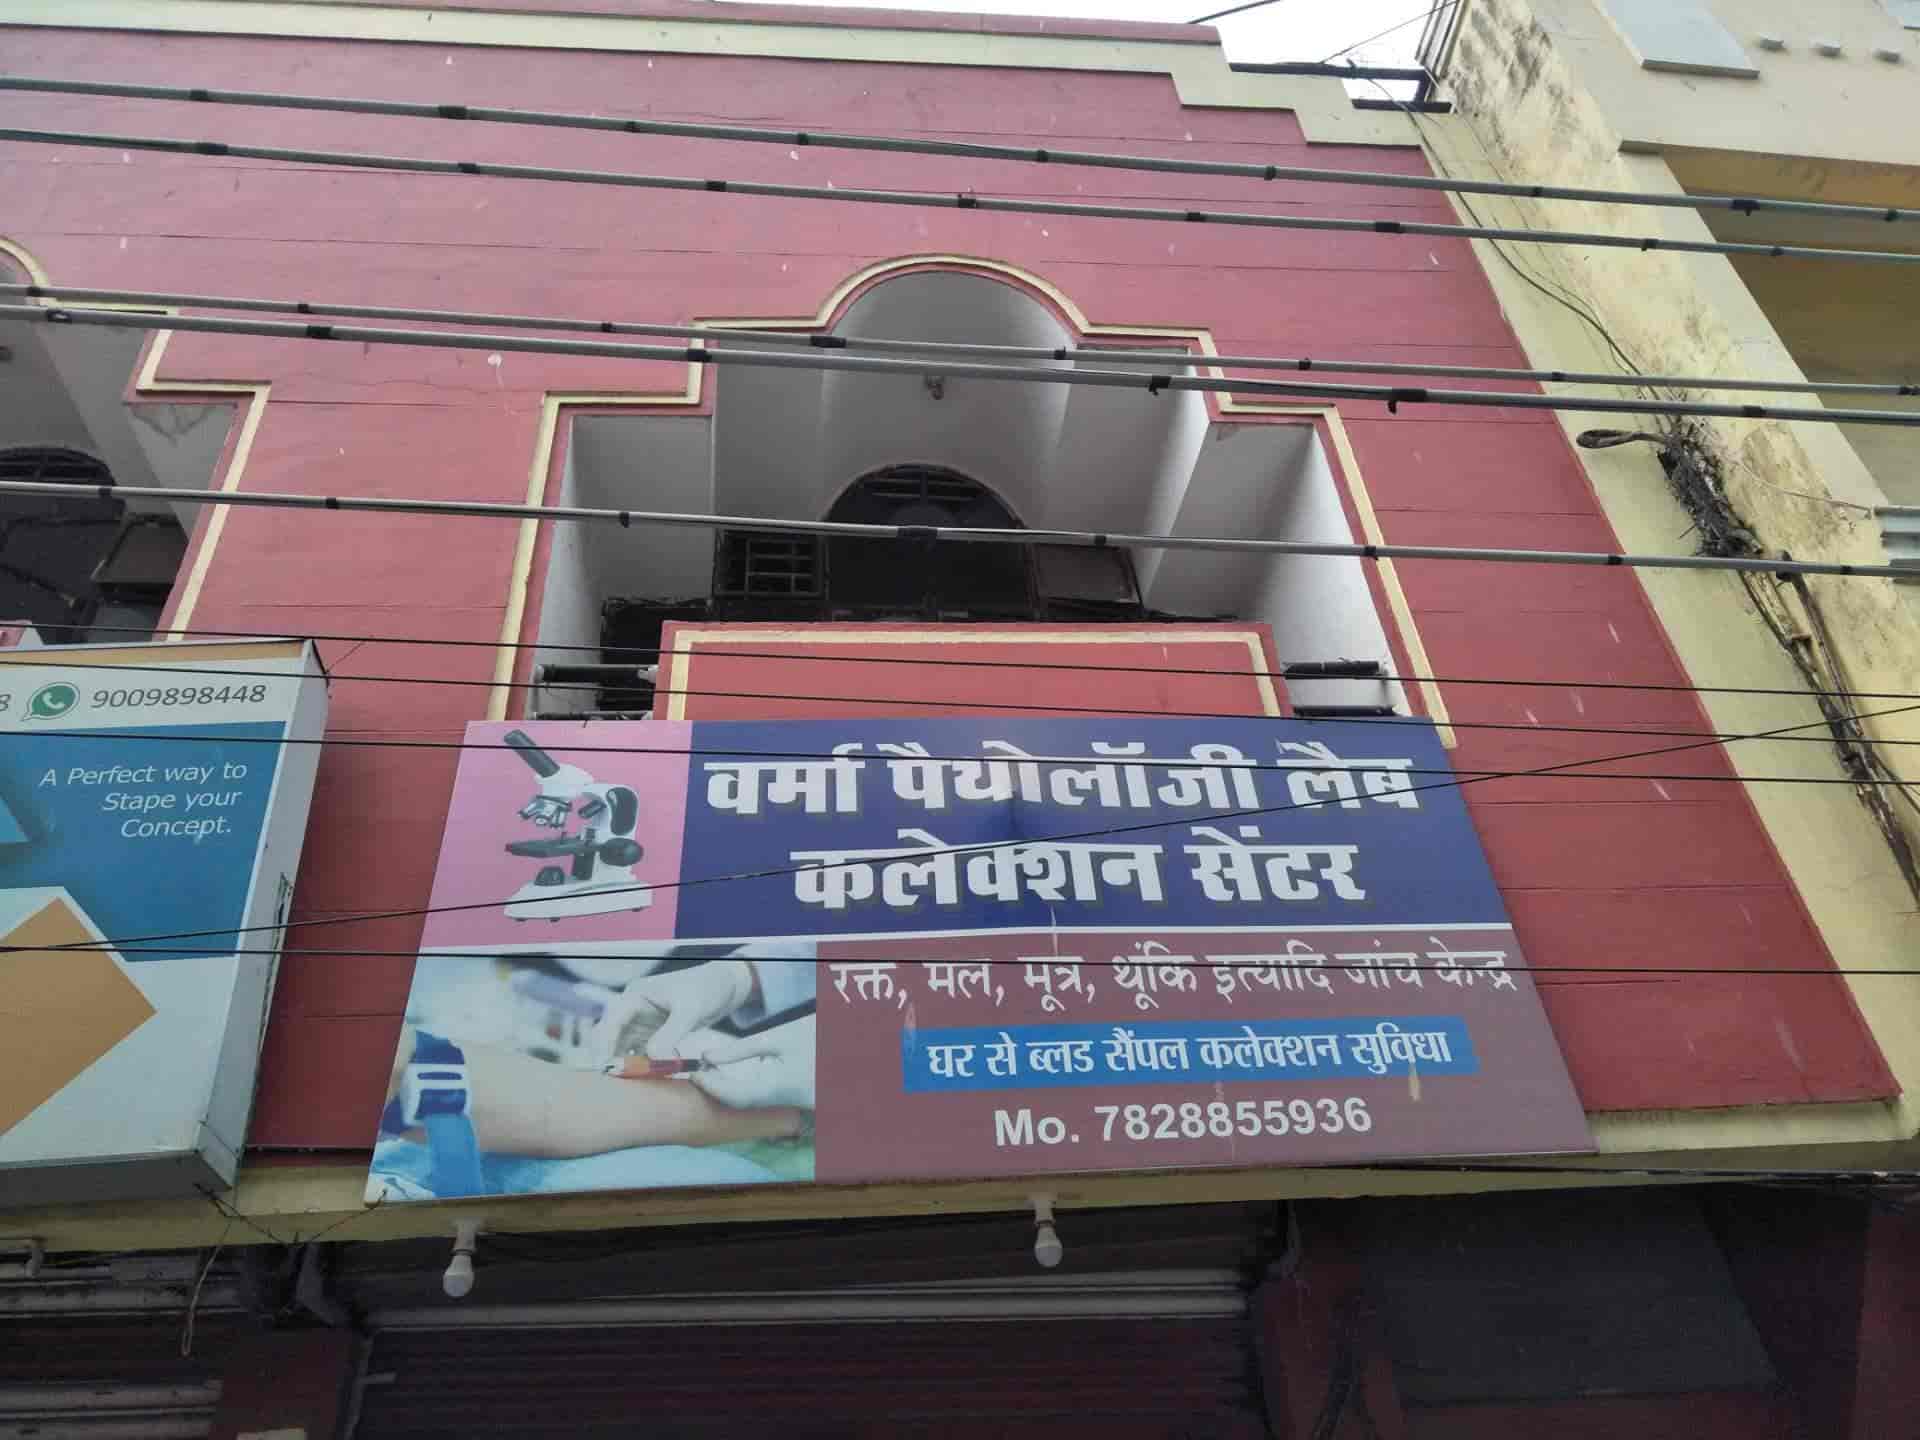 8 9009898448
A Perfect way to
Stape your
Concept.
वर्मा पैथोलॉजी लैब
कलेक्शन सेंटर
रक्त, मल, मूत्र, थूंकि इत्यादि जांच केन्द्र
घर से ब्लड सैंपल कलेक्शन सुविधा
Mo. 7828855936